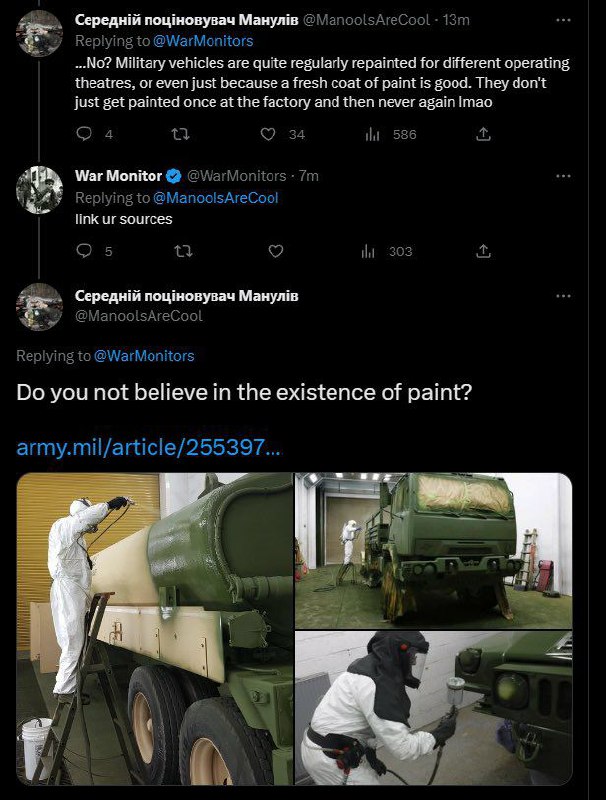 Середній поціновувач Манулів @ManoolsAreCool · 13m
Replying to @WarMonitors
...No? Military vehicles are quite regularly repainted for different operating
theatres, or even just because a fresh coat of paint is good. They don't
just get painted once at the factory and then never again lmao
4 34 586
War Monitor @WarMonitors · 7m
Replying to @ManoolsAreCool
link ur sources
5 303
Середній поціновувач Манулів
@ManoolsAreCool
Replying to @WarMonitors
Do you not believe in the existence of paint?
army.mil/article/255397...